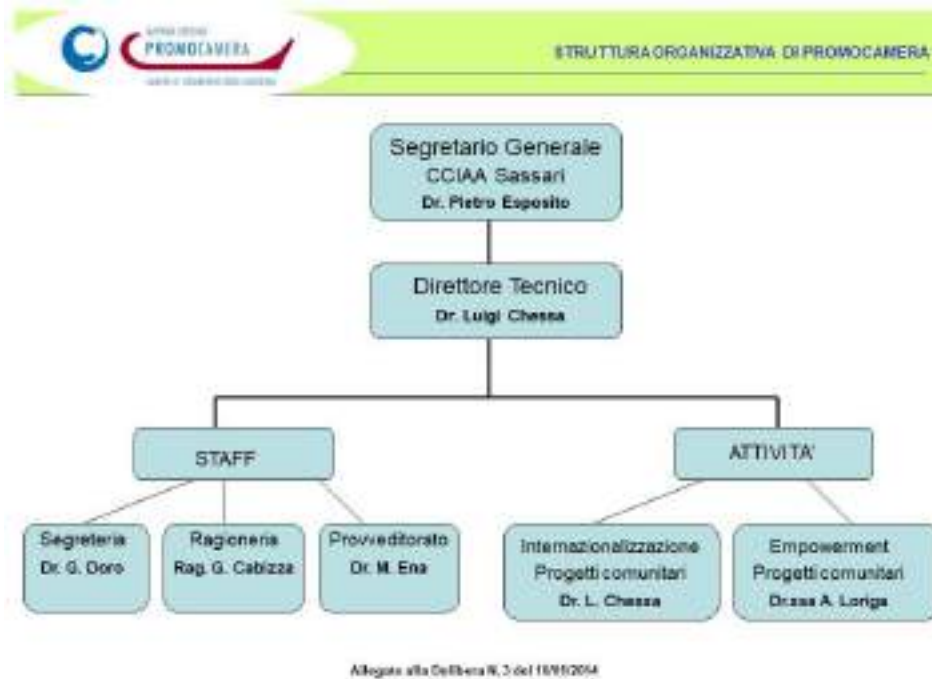 PROMOCAMERA
STRUTTURA ORGANIZZATIVA DI PROMOCAMERA
Segretario Generale
CCIAA Sassari
Dr. Pietro Esposito
Direttore Tecnico
Dr. Luigi Chessa
STAFF
ATTIVITA'
Segreteria
Dr. G. Doro
Ragioneria
Rag. G. Cabizza
Provveditorato
Dr. M. Ena
Internazionalizzazione
Progetti comunitari
Dr. L. Chessa
Empowerment
Progetti comunitari
Dr.ssa A. Loriga
Allegato alla Delibera N. 3 del